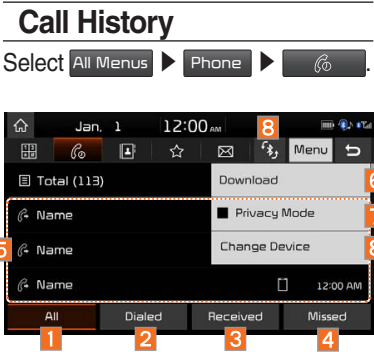 Call History
Select All Menus ▶ Phone ▶ .
Jan. 1 12:00 AM 8
Menu
Total (113) Download 6
Name Privacy Mode 7
5 Name Change Device 8
Name 12:00 AM
All Dialed Received Missed
1 2 3 4